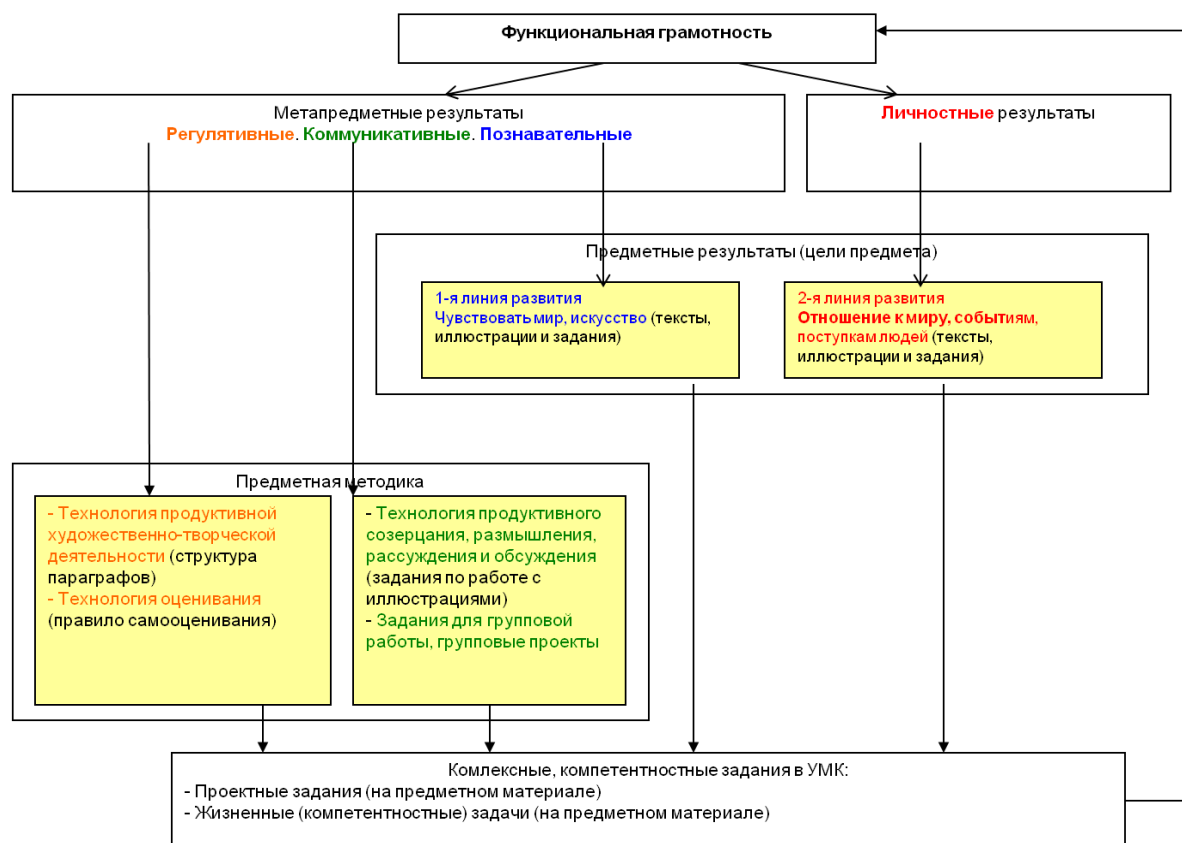 Функциональная грамотность
Метапредметные результаты
Регулятивные. Коммуникативные. Познавательные
Личностные результаты
Предметные результаты (цели предмета)
1-я линия развития
Чувствовать мир, искусство (тексты,
иллюстрации и задания)
2-я линия развития
Отношение к миру, событиям,
поступкам людей (тексты,
иллюстрации и задания)
Предметная методика
- Технология продуктивной
художественно-творческой
деятельности (структура
параграфов)
- Технология оценивания
(правило самооценивания)
- Технология продуктивного
созерцания, размышления,
рассуждения и обсуждения
(задания по работе с
иллюстрациями)
- Задания для групповой
работы, групповые проекты
Комлексные, компетентностные задания в УМК:
- Проектные задания (на предметном материале)
- Жизненные (компетентностные) задачи (на предметном материале)